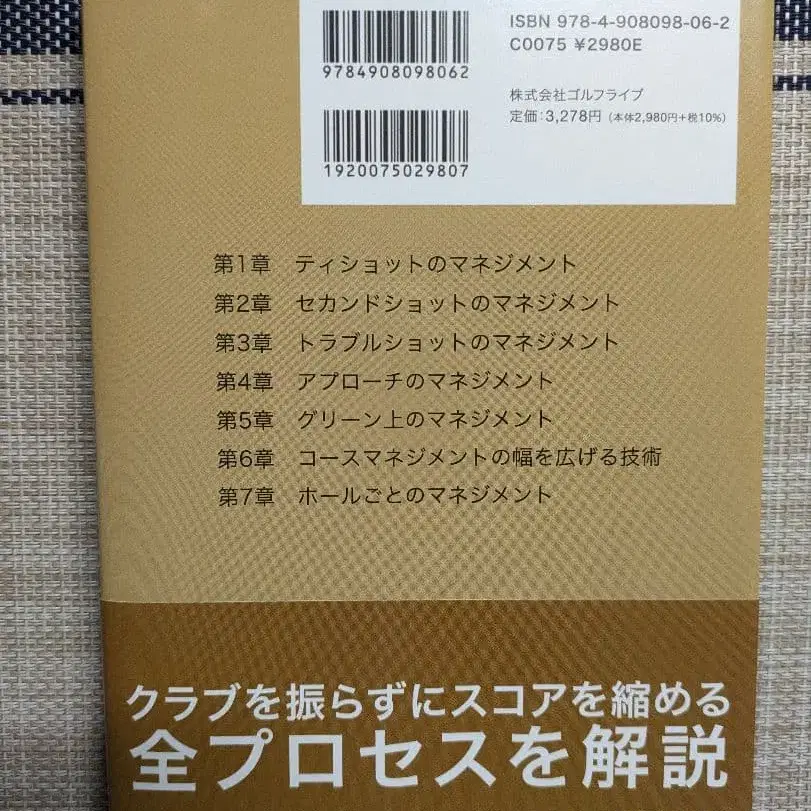 ISBN 978-4-908098-06-2
C0075 ¥2980E
9784908098062
株式会社ゴルフライブ
定価:3,278円 (本体2,980円+税10%)
1920075029807
第1章 ティショットのマネジメント
第2章 セカンドショットのマネジメント
第3章 トラブルショットのマネジメント
第4章 アプローチのマネジメント
第5章 グリーン上のマネジメント
第6章 コースマネジメントの幅を広げる技術
第7章 ホールごとのマネジメント
クラブを振らずにスコアを縮める
全プロセスを解説